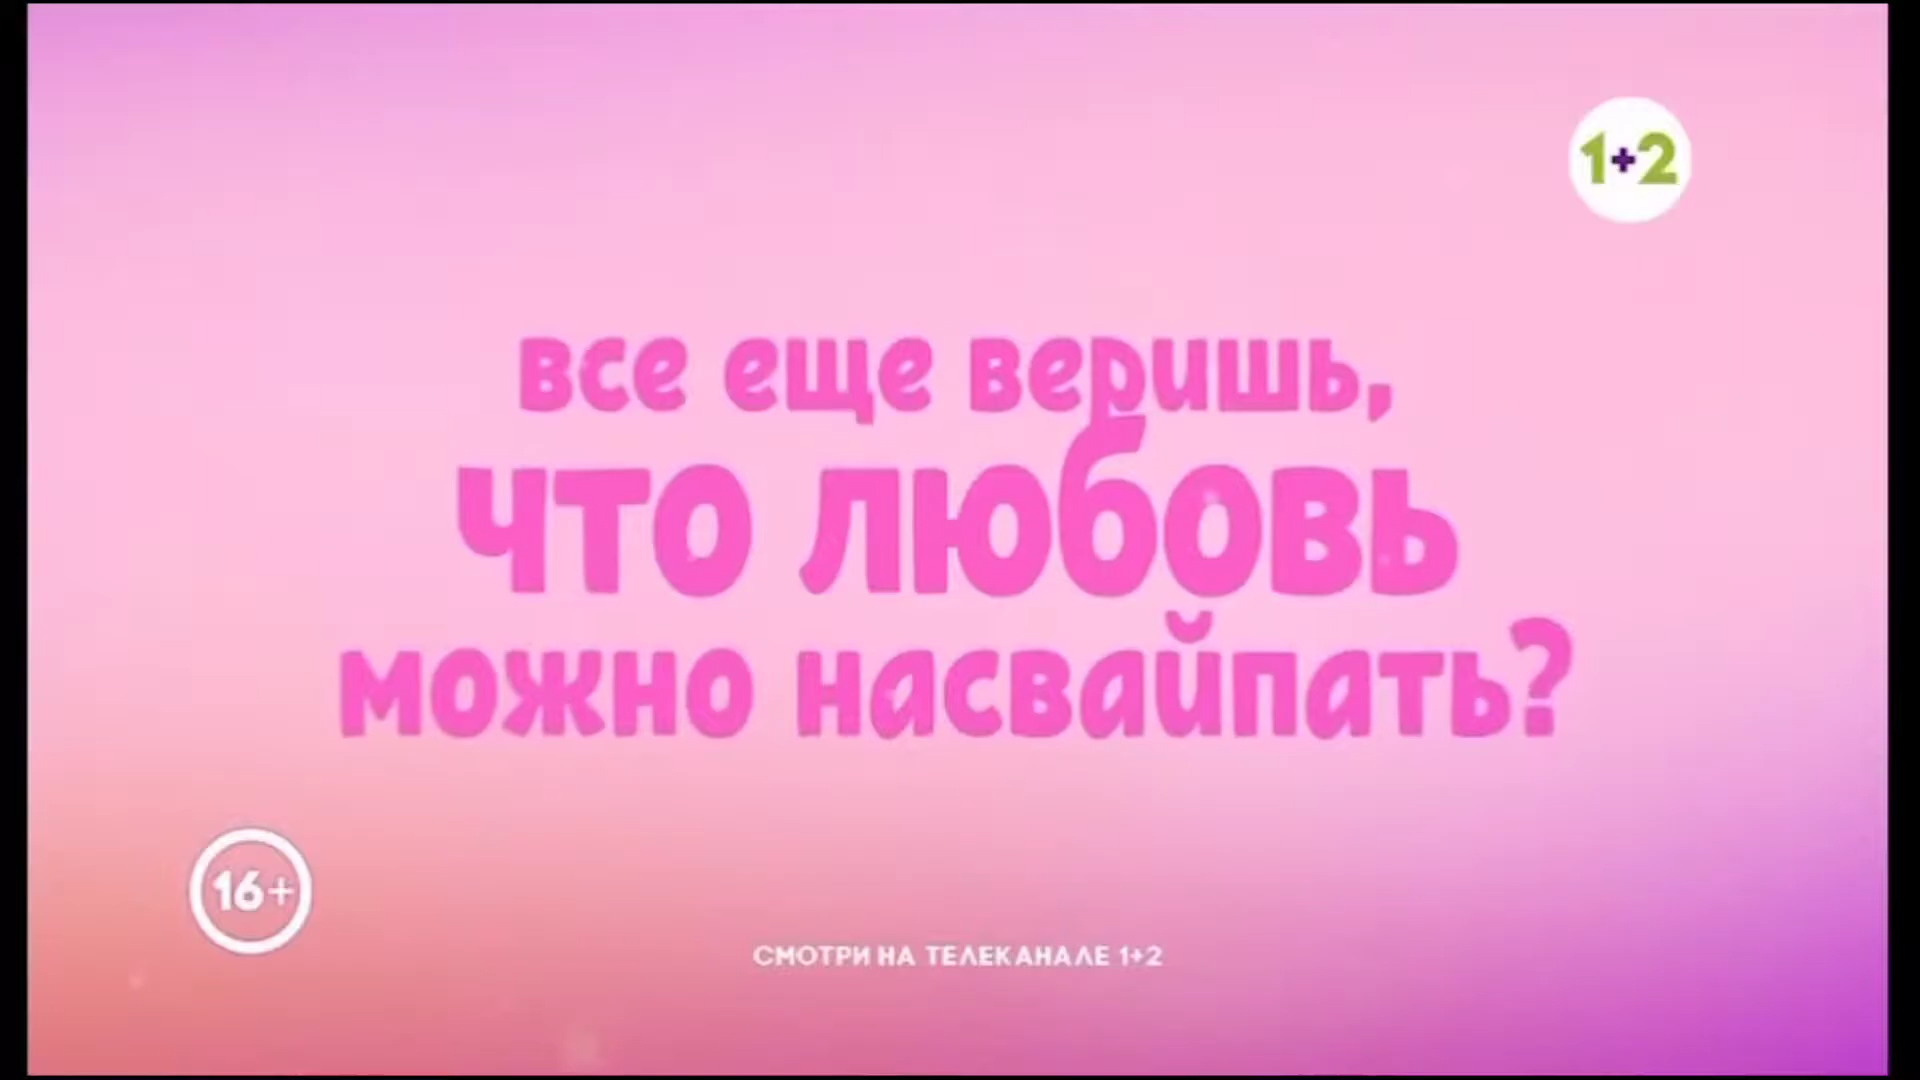 1+2
все еще веришь,
что любовь
можно насвайпать?
16+
СМОТРИ НА ТЕЛЕКАНАЛЕ 1+2